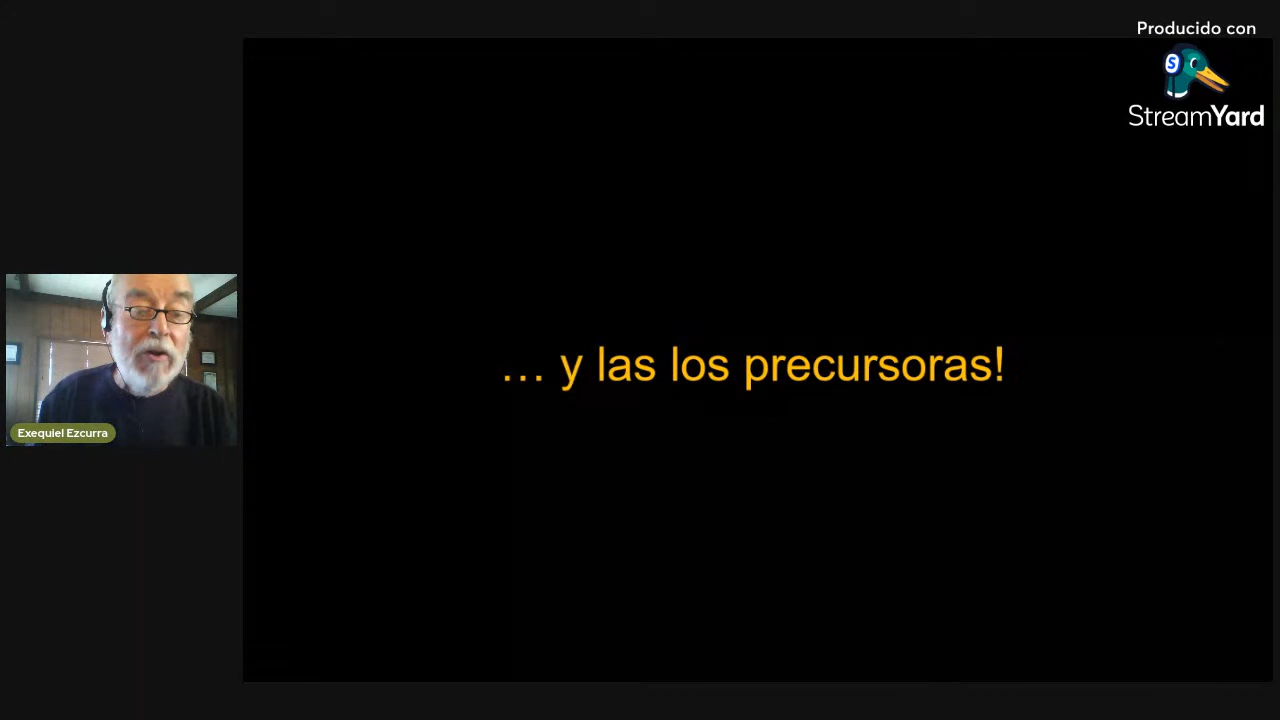 Producido con
S
StreamYard
… y las los precursoras!
Exequiel Ezcurra